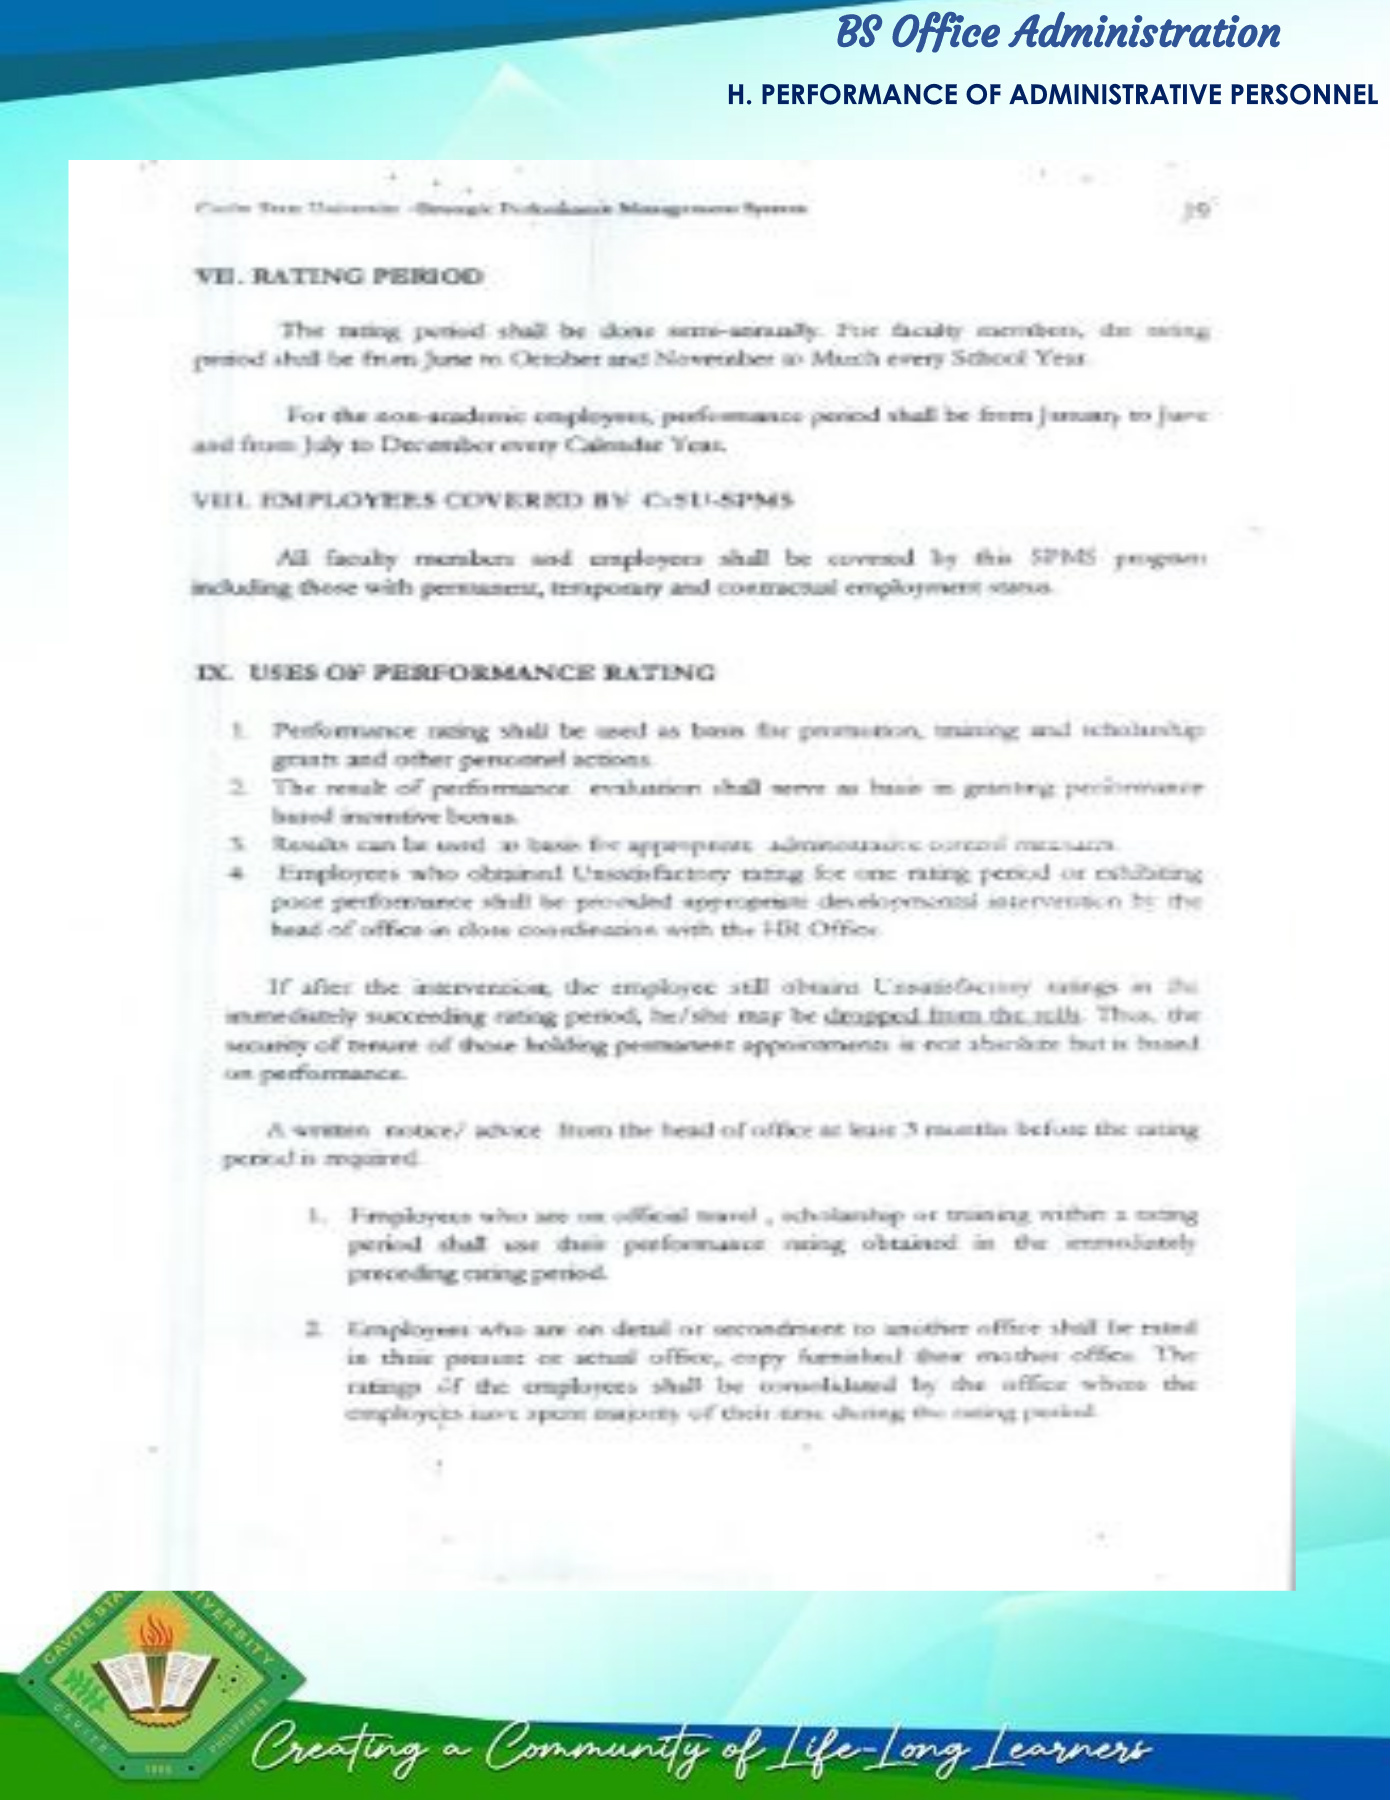 BS Office Administration
H. PERFORMANCE OF ADMINISTRATIVE PERSONNEL
Cavite State University - Strategic Performance Management System 19
VII. RATING PERIOD
The rating period shall be done semi-annually. For faculty members, the rating
period shall be from June to October and November to March every School Year.
For the non-academic employees, performance period shall be from January to June
and from July to December every Calendar Year.
VIII. EMPLOYEES COVERED BY CvSU-SPMS
All faculty members and employees shall be covered by this SPMS program
including those with permanent, temporary and contractual employment status.
IX. USES OF PERFORMANCE RATING
1. Performance rating shall be used as basis for promotion, training and scholarship
grants and other personnel actions.
2. The result of performance evaluation shall serve as basis in granting performance
based incentive bonus.
3. Results can be used as basis for appropriate administrative control measures.
4. Employees who obtained Unsatisfactory rating for one rating period or exhibiting
poor performance shall be provided appropriate developmental intervention by the
head of office in close coordination with the HR Office.
If after the intervention, the employee still obtains Unsatisfactory ratings in the
immediately succeeding rating period, he/she may be dropped from the rolls. Thus, the
security of tenure of those holding permanent appointments is not absolute but is based
on performance.
A written notice/ advice from the head of office at least 3 months before the rating
period is required.
1. Employees who are on official travel , scholarship or training within a rating
period shall use their performance rating obtained in the immediately
preceding rating period.
2. Employees who are on detail or secondment to another office shall be rated
in their present or actual office, copy furnished their mother office. The
ratings of the employees shall be consolidated by the office where the
employees have spent majority of their time during the rating period.
CAVITE STATE UNIVERSITY
CAVITE PHILIPPINES
1906
Creating a Community of Life-Long Learners